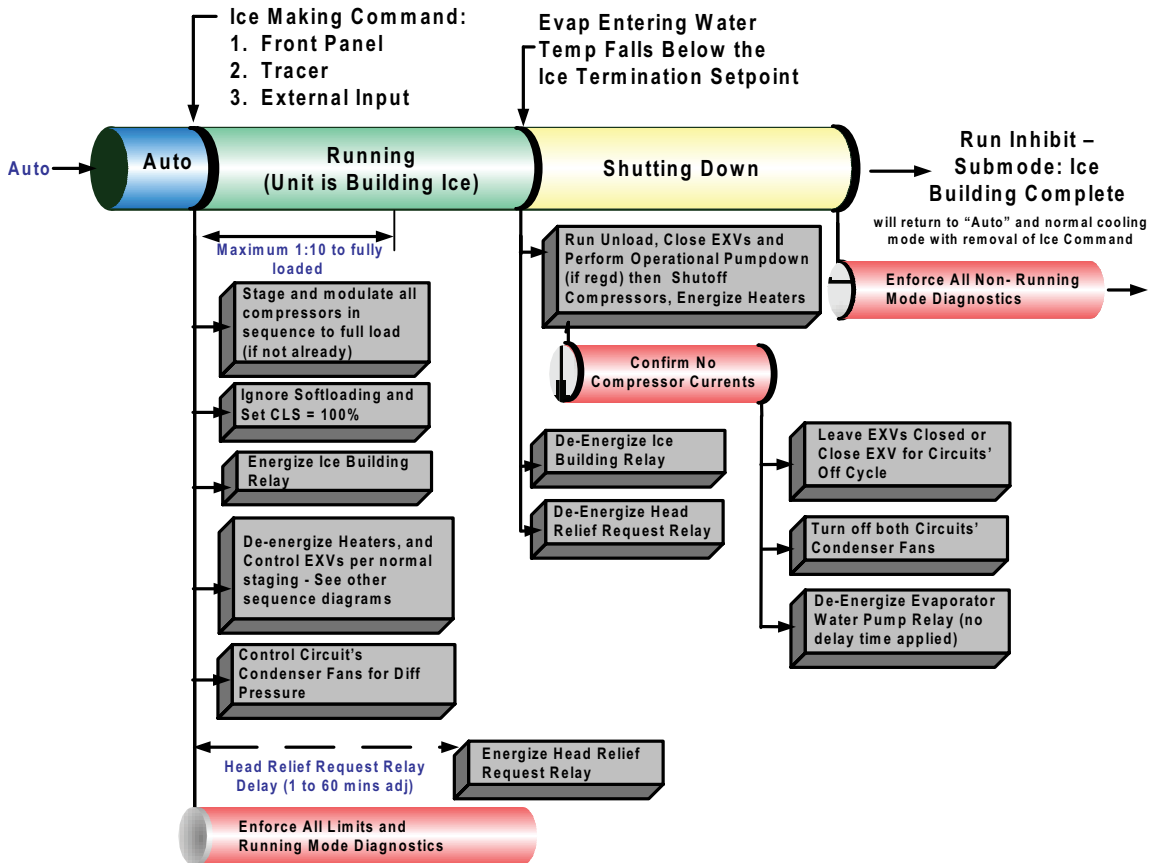 Ice Making Command:
1. Front Panel
2. Tracer
3. External Input
Evap Entering Water
Temp Falls Below the
Ice Termination Setpoint
Auto
Auto
Running
(Unit is Building Ice)
Shutting Down
Run Inhibit –
Submode: Ice
Building Complete
will return to “Auto” and normal cooling
mode with removal of Ice Command
Maximum 1:10 to fully
loaded
Stage and modulate all
compressors in
sequence to full load
(if not already)
Ignore Softloading and
Set CLS = 100%
Energize Ice Building
Relay
De-energize Heaters, and
Control EXVs per normal
staging - See other
sequence diagrams
Control Circuit’s
Condenser Fans for Diff
Pressure
Head Relief Request Relay
Delay (1 to 60 mins adj)
Energize Head Relief
Request Relay
Enforce All Limits and
Running Mode Diagnostics
Run Unload, Close EXVs and
Perform Operational Pumpdown
(if regd) then Shutoff
Compressors, Energize Heaters
Confirm No
Compressor Currents
De-Energize Ice
Building Relay
De-Energize Head
Relief Request Relay
Enforce All Non- Running
Mode Diagnostics
Leave EXVs Closed or
Close EXV for Circuits’
Off Cycle
Turn off both Circuits’
Condenser Fans
De-Energize Evaporator
Water Pump Relay (no
delay time applied)